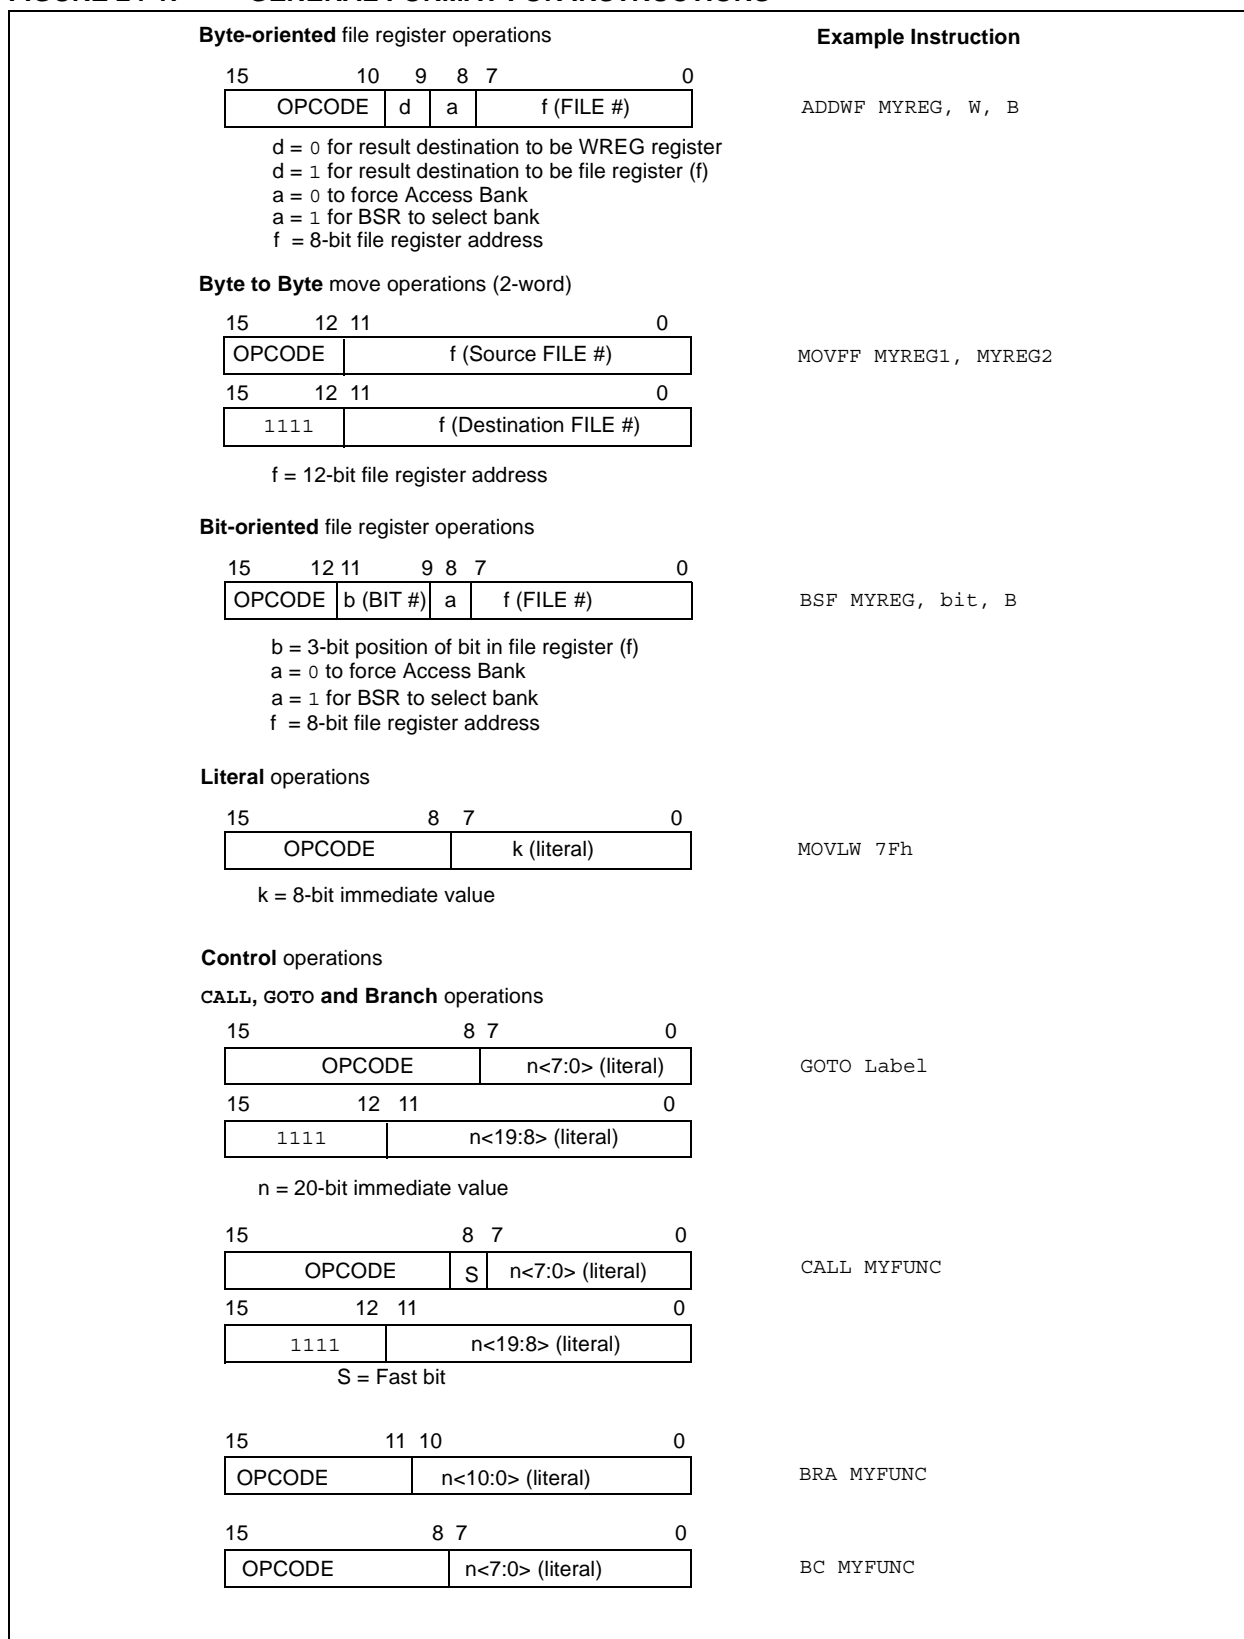 Byte-oriented file register operations
Example Instruction
15 10 9 8 7 0
OPCODE d a f (FILE #)
ADDWF MYREG, W, B
d = 0 for result destination to be WREG register
d = 1 for result destination to be file register (f)
a = 0 to force Access Bank
a = 1 for BSR to select bank
f = 8-bit file register address
Byte to Byte move operations (2-word)
15 12 11 0
OPCODE f (Source FILE #)
MOVFF MYREG1, MYREG2
15 12 11 0
1111 f (Destination FILE #)
f = 12-bit file register address
Bit-oriented file register operations
15 12 11 9 8 7 0
OPCODE b (BIT #) a f (FILE #)
BSF MYREG, bit, B
b = 3-bit position of bit in file register (f)
a = 0 to force Access Bank
a = 1 for BSR to select bank
f = 8-bit file register address
Literal operations
15 8 7 0
OPCODE k (literal)
MOVLW 7Fh
k = 8-bit immediate value
Control operations
CALL, GOTO and Branch operations
15 8 7 0
OPCODE n<7:0> (literal)
GOTO Label
15 12 11 0
1111 n<19:8> (literal)
n = 20-bit immediate value
15 8 7 0
OPCODE S n<7:0> (literal)
CALL MYFUNC
15 12 11 0
1111 n<19:8> (literal)
S = Fast bit
15 11 10 0
OPCODE n<10:0> (literal)
BRA MYFUNC
15 8 7 0
OPCODE n<7:0> (literal)
BC MYFUNC